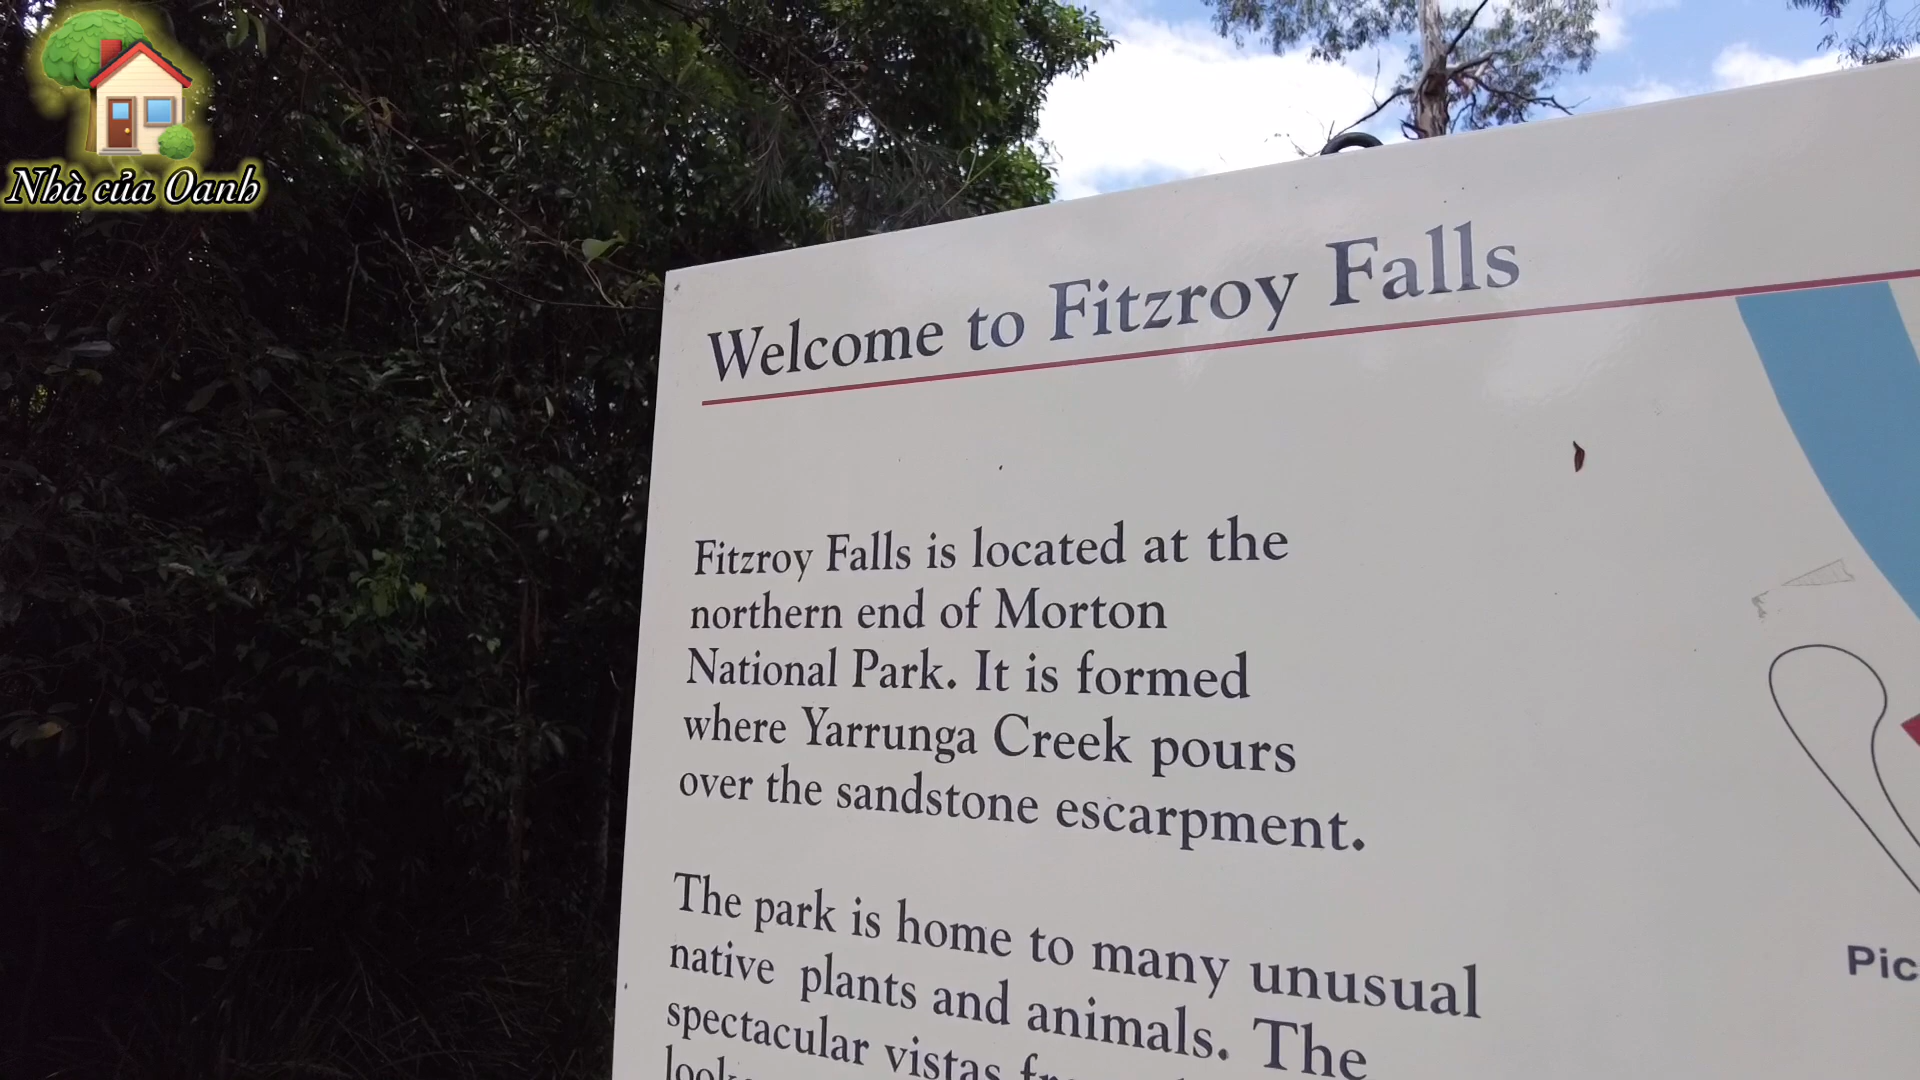 Nhà của Oanh
Welcome to Fitzroy Falls
Fitzroy Falls is located at the
northern end of Morton
National Park. It is formed
where Yarrunga Creek pours
over the sandstone escarpment.
The park is home to many unusual
native plants and animals. The
spectacular vistas
Pic